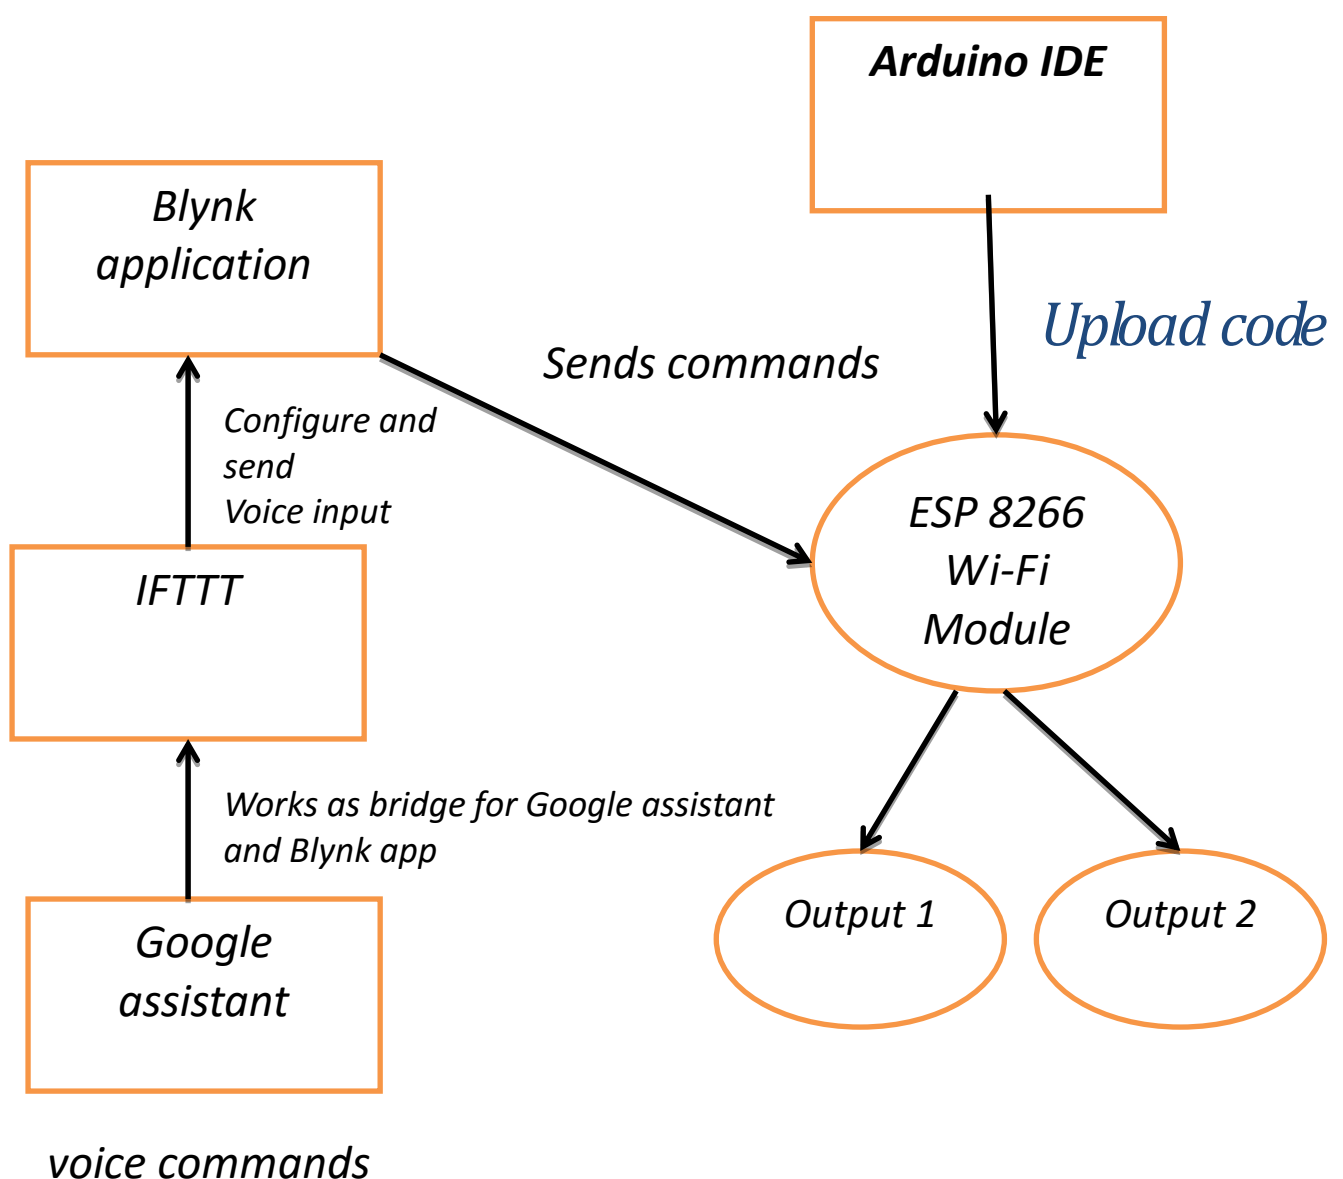 Arduino IDE
Blynk
application
Upload code
Sends commands
Configure and
send
Voice input
ESP 8266
Wi-Fi
Module
IFTTT
Works as bridge for Google assistant
and Blynk app
Output 1
Output 2
Google
assistant
voice commands